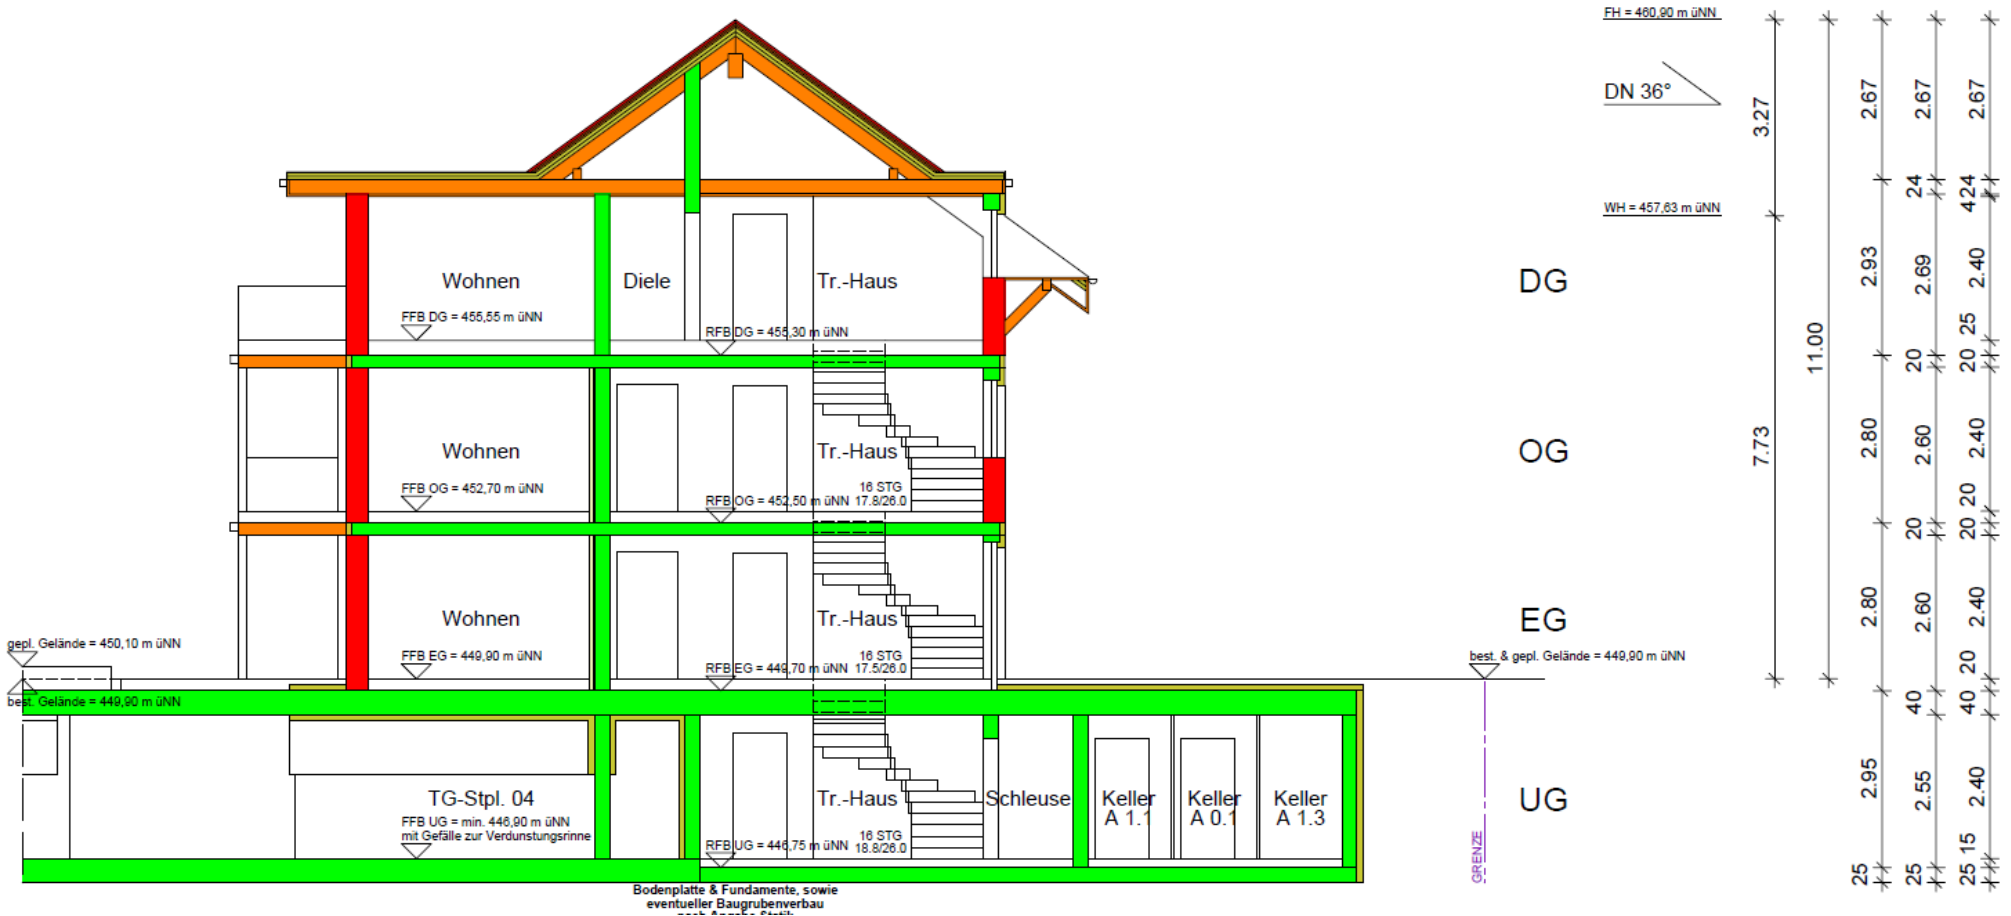 FH = 460,90 m üNN
DN 36°
WH = 457,63 m üNN
3.27
7.73
11.00
2.67
2.67
2.67
24
24
4
2.93
2.69
2.40
25
20
20
2.80
2.60
2.40
20
20
20
2.80
2.60
2.40
20
40
40
2.95
2.55
2.40
15
25
25
25
Wohnen
Diele
Tr.-Haus
DG
FFB DG = 455,55 m üNN
RFB DG = 455,30 m üNN
Wohnen
Tr.-Haus
OG
FFB OG = 452,70 m üNN
16 STG
RFB OG = 452,50 m üNN 17.8/26.0
Wohnen
Tr.-Haus
EG
gepl. Gelände = 450,10 m üNN
FFB EG = 449,90 m üNN
16 STG
RFB EG = 449,70 m üNN 17.5/26.0
best. & gepl. Gelände = 449,90 m üNN
best. Gelände = 449,90 m üNN
TG-Stpl. 04
FFB UG = min. 446,90 m üNN
mit Gefälle zur Verdunstungsrinne
Tr.-Haus
16 STG
RFB UG = 446,75 m üNN 18.8/26.0
Schleuse
Keller
A 1.1
Keller
A 0.1
Keller
A 1.3
UG
GRENZE
Bodenplatte & Fundamente, sowie
eventueller Baugrubenverbau
nach Angabe Statik